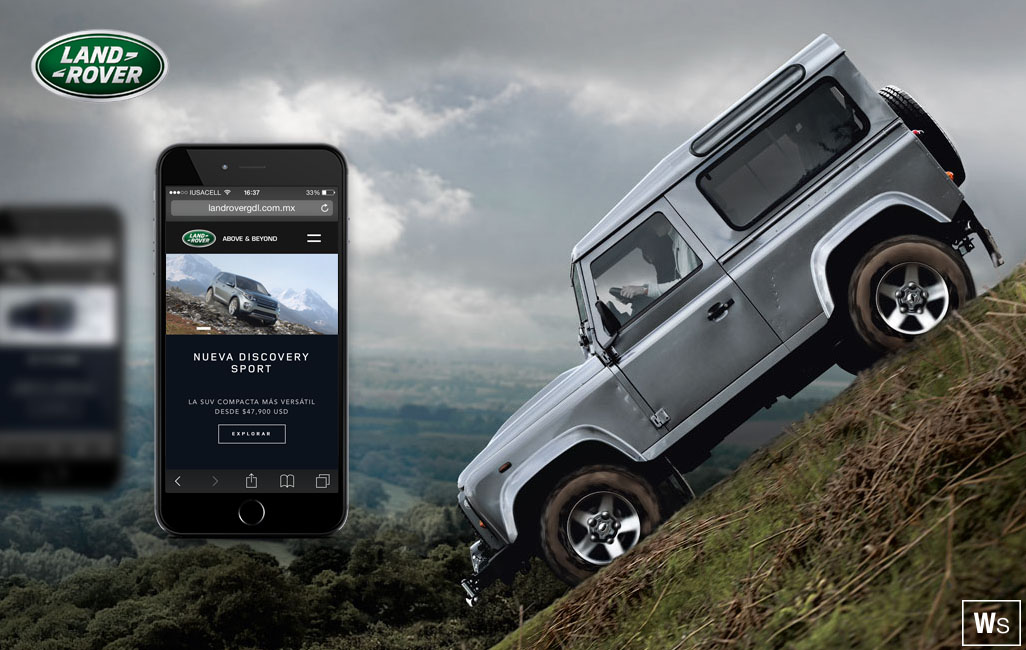 LAND
ROVER
IUSACELL 16:37 33%
landrovergdl.com.mx
LAND
ROVER
ABOVE & BEYOND
NUEVA DISCOVERY
SPORT
LA SUV COMPACTA MÁS VERSÁTIL
DESDE $47,900 USD
EXPLORAR
Ws